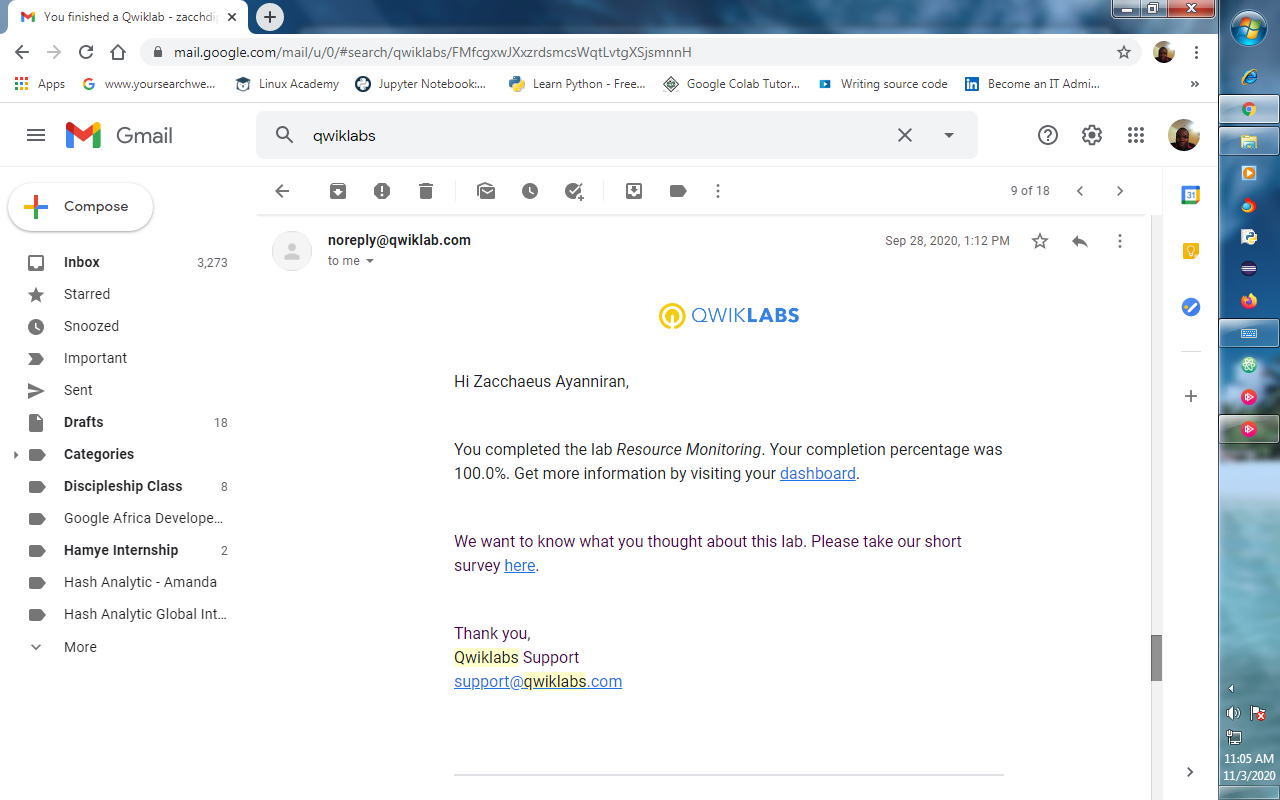 You finished a Qwiklab - zacchdi
mail.google.com/mail/u/0/#search/qwiklabs/FMfcgxwJXxzrdsmcsWqtLvtgXSjsmnnH
Apps
www.yoursearchwe...
Linux Academy
Jupyter Notebook:...
Learn Python - Free...
Google Colab Tutor...
Writing source code
Become an IT Admi...
»
Gmail
qwiklabs
Compose
9 of 18
Inbox 3,273
Starred
Snoozed
Important
Sent
Drafts 18
Categories
Discipleship Class 8
Google Africa Develope...
Hamye Internship 2
Hash Analytic - Amanda
Hash Analytic Global Int...
More
noreply@qwiklab.com
Sep 28, 2020, 1:12 PM
to me
QWIKLABS
Hi Zacchaeus Ayanniran,
You completed the lab Resource Monitoring. Your completion percentage was
100.0%. Get more information by visiting your dashboard.
We want to know what you thought about this lab. Please take our short
survey here.
Thank you,
Qwiklabs Support
support@qwiklabs.com
31
11:05 AM
11/3/2020